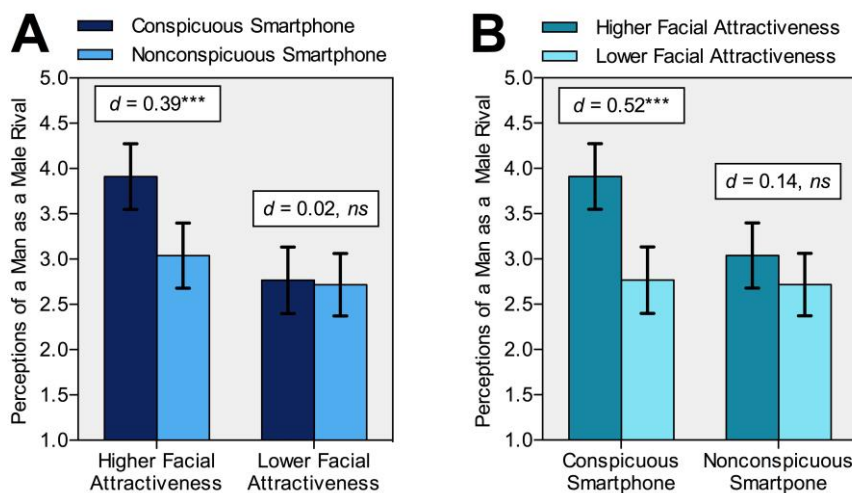 A
Conspicuous Smartphone
Nonconspicuous Smartphone
Perceptions of a Man as a Male Rival
5.0
4.5
4.0
3.5
3.0
2.5
2.0
1.5
1.0
d = 0.39***
d = 0.02, ns
Higher Facial
Attractiveness
Lower Facial
Attractiveness
B
Higher Facial Attractiveness
Lower Facial Attractiveness
Perceptions of a Man as a Male Rival
5.0
4.5
4.0
3.5
3.0
2.5
2.0
1.5
1.0
d = 0.52***
d = 0.14, ns
Conspicuous
Smartphone
Nonconspicuous
Smartpone